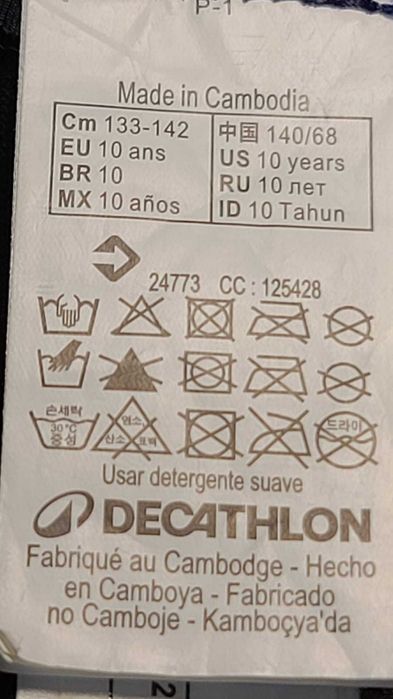 P-1
Made in Cambodia
Cm 133-142 中国 140/68
EU 10 ans US 10 years
BR 10 RU 10 лет
MX 10 años ID 10 Tahun
24773 CC : 125428
손세탁 염소 드라이
30°C 산소 표백
중성
Usar detergente suave
DECATHLON
Fabriqué au Cambodge - Hecho
en Camboya - Fabricado
no Camboje - Kamboçya'da
2